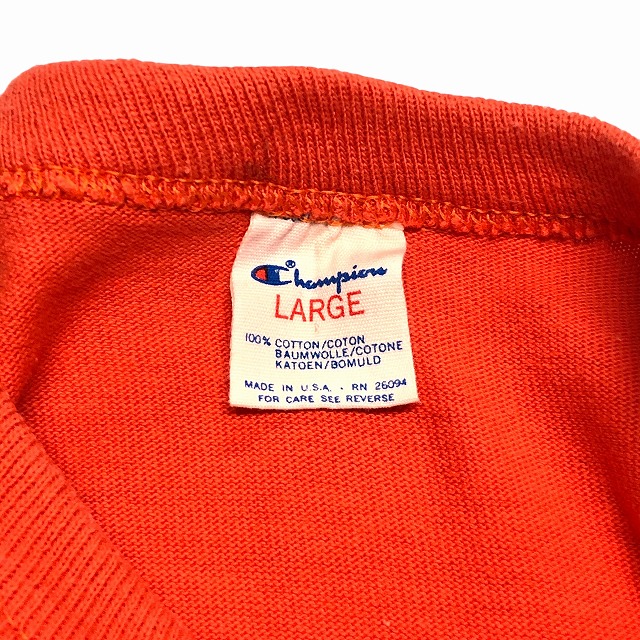 Champion®
LARGE
100% COTTON/COTON
BAUMWOLLE/COTONE
KATOEN/BOMULD
MADE IN U.S.A. · RN 26094
FOR CARE SEE REVERSE